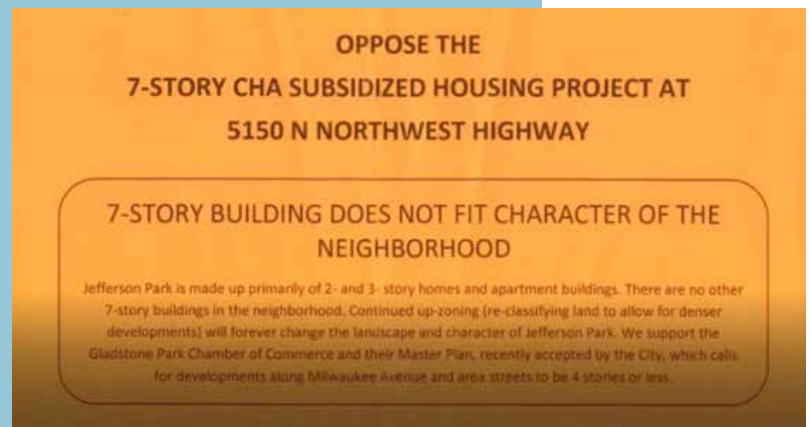 OPPOSE THE
7-STORY CHA SUBSIDIZED HOUSING PROJECT AT
5150 N NORTHWEST HIGHWAY
7-STORY BUILDING DOES NOT FIT CHARACTER OF THE
NEIGHBORHOOD
Jefferson Park is made up primarily of 2- and 3- story homes and apartment buildings. There are no other
7-story buildings in the neighborhood. Continued up-zoning (re-classifying land to allow for denser
developments) will forever change the landscape and character of Jefferson Park. We support the
Gladstone Park Chamber of Commerce and their Master Plan, recently accepted by the City, which calls
for developments along Milwaukee Avenue and area streets to be 4 stories or less.